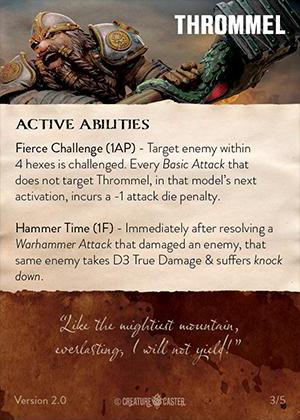 THROMMEL
ACTIVE ABILITIES
Fierce Challenge (1AP) - Target enemy within
4 hexes is challenged. Every Basic Attack that
does not target Thrommel, in that model's next
activation, incurs a -1 attack die penalty.
Hammer Time (1F) - Immediately after resolving a
Warhammer Attack that damaged an enemy, that
same enemy takes D3 True Damage & suffers knock
down.
"Like the mightiest mountain,
everlasting, I will not yield!"
Version 2.0
© CREATURE CASTER
3/5